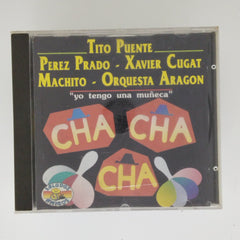 TITO PUENTE
PEREZ PRADO - XAVIER CUGAT
MACHITO - ORQUESTA ARAGON
"yo tengo una muñeca"
CHA CHA
CHA